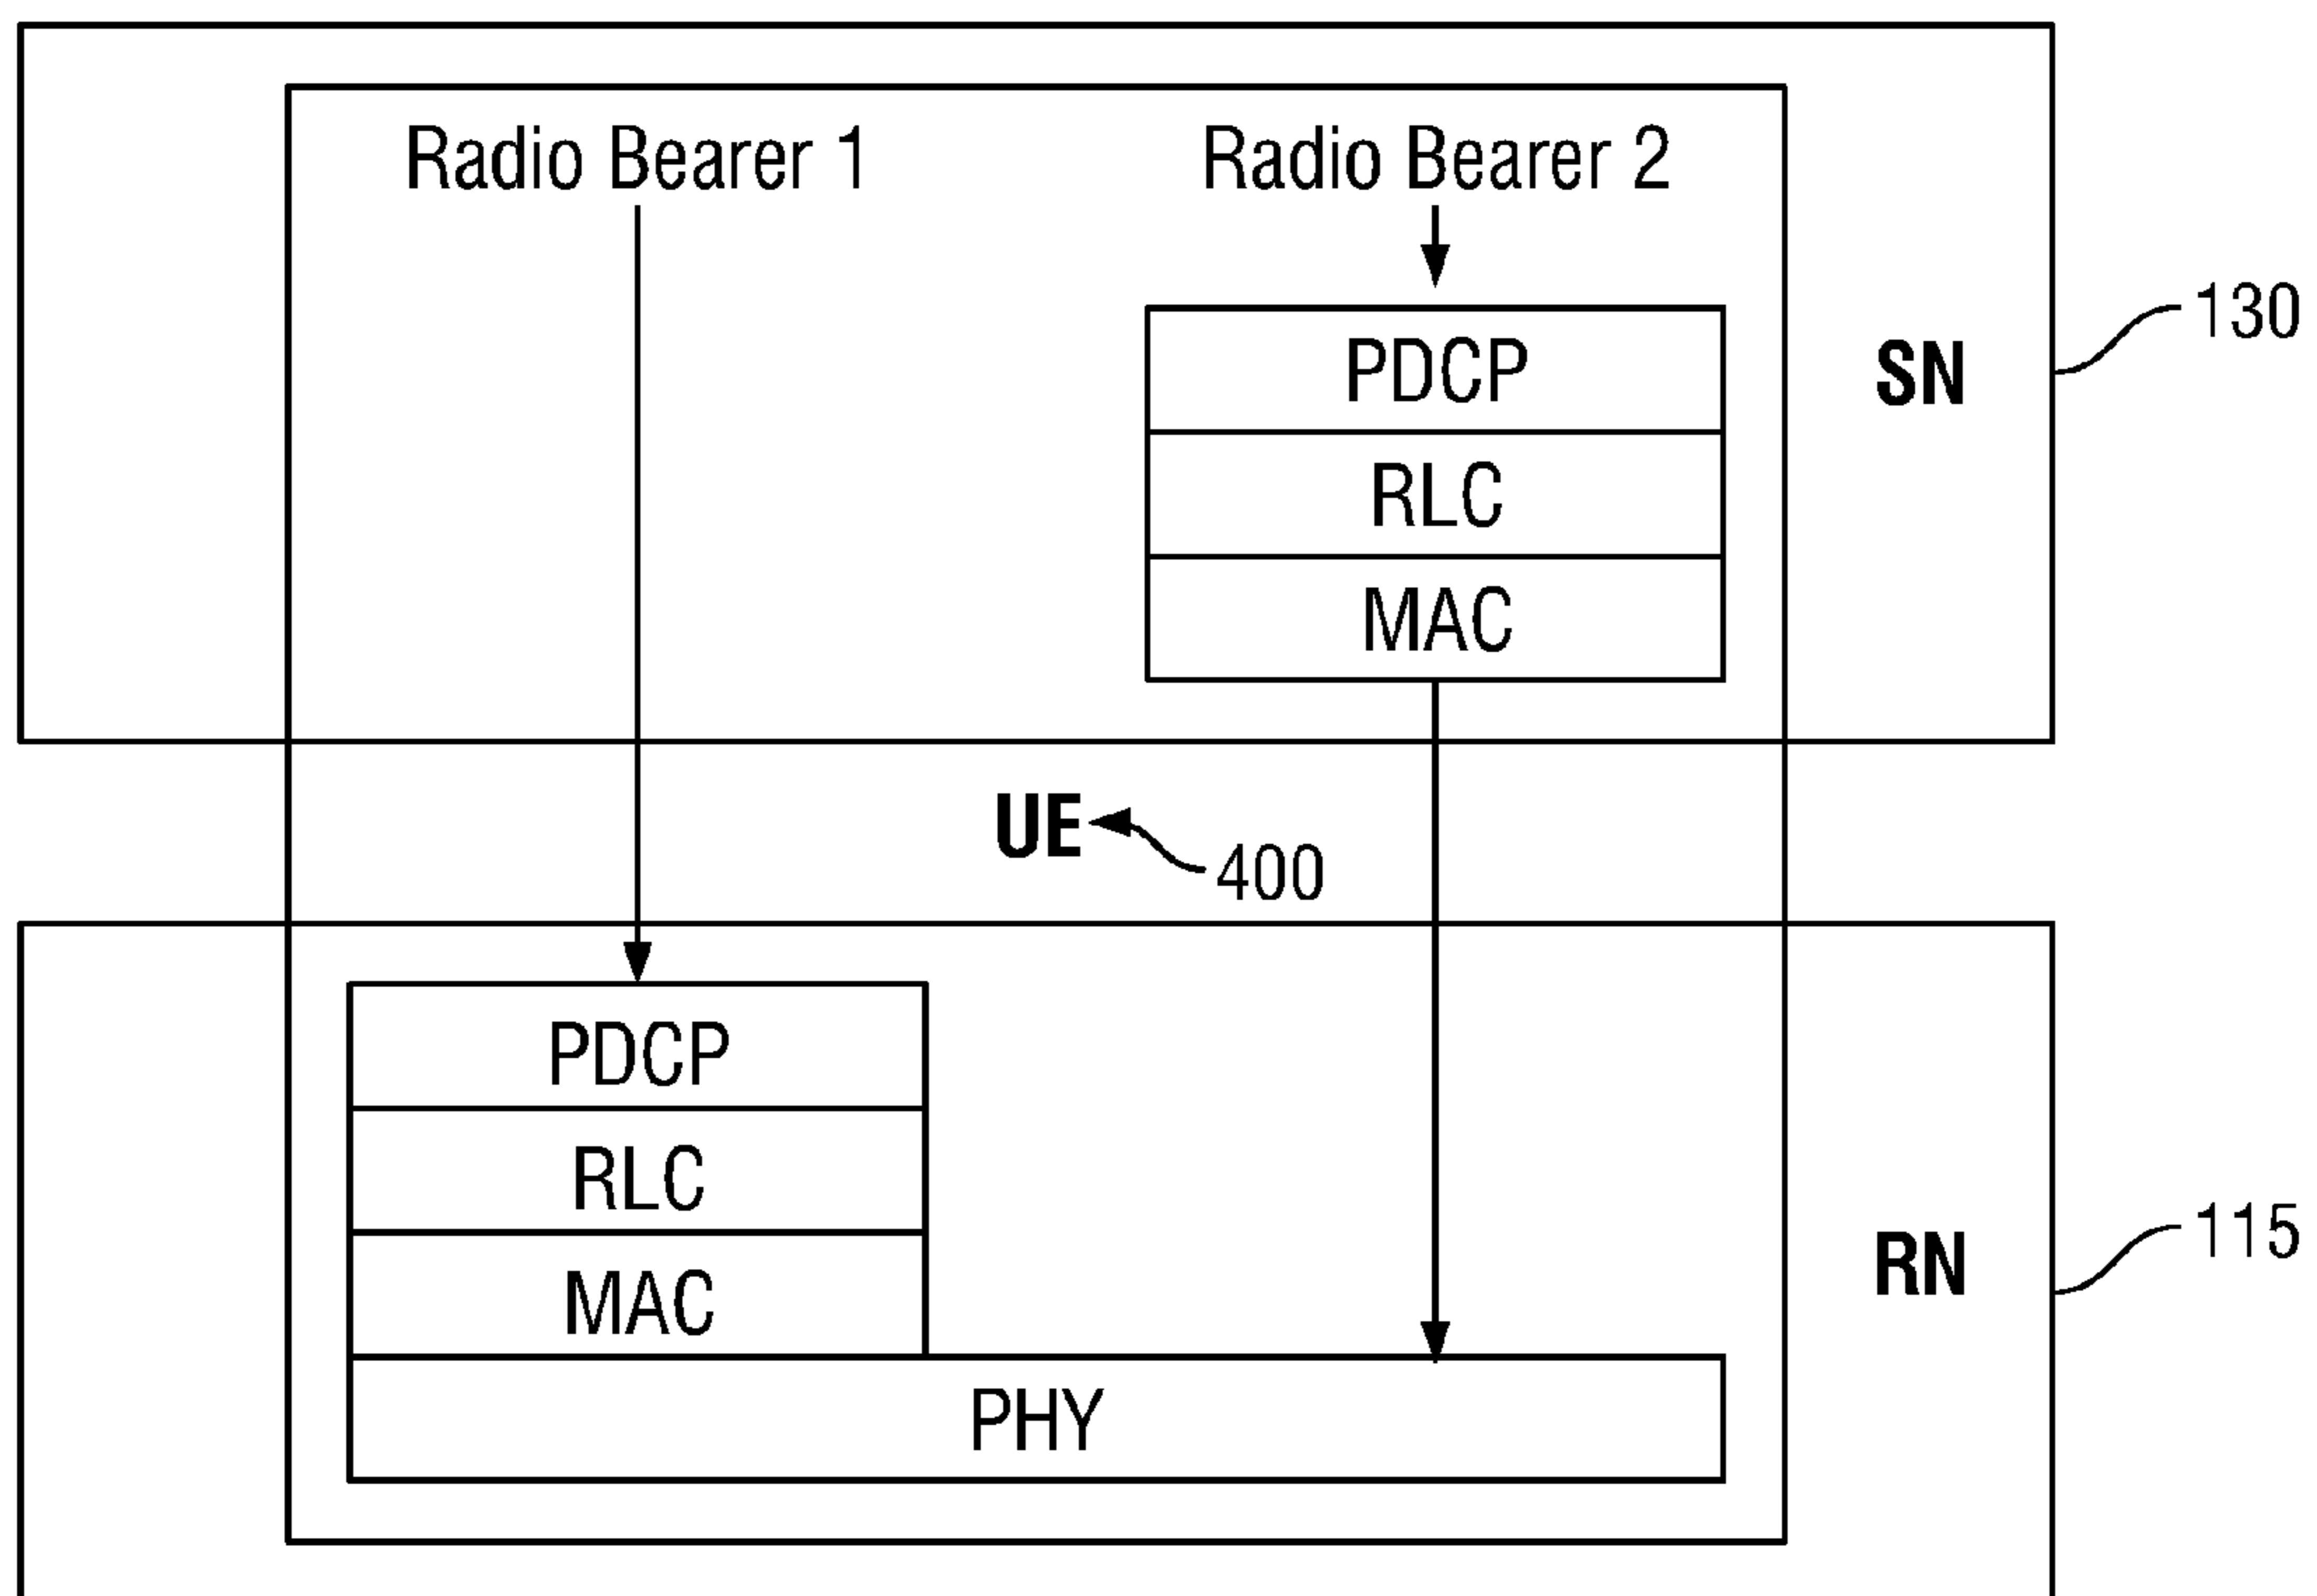 Radio Bearer 1
Radio Bearer 2
PDCP
RLC
MAC
SN
130
UE
400
PDCP
RLC
MAC
PHY
RN
115